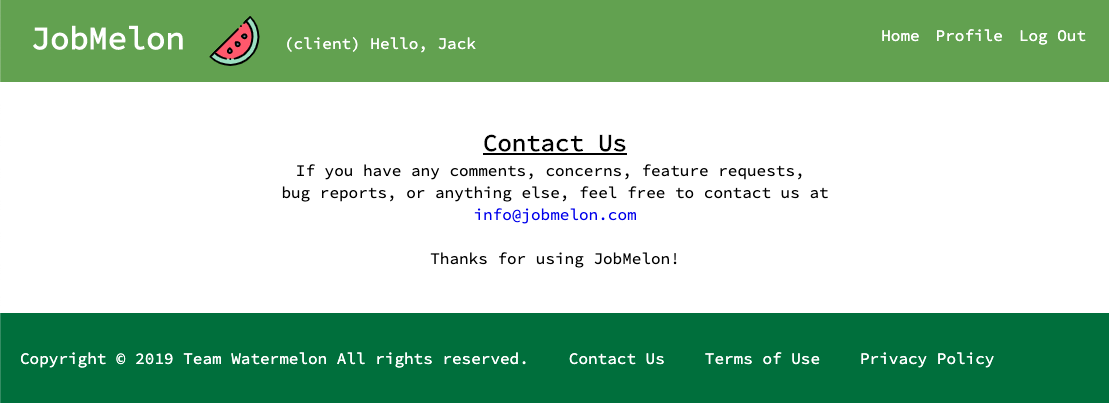 JobMelon (client) Hello, Jack Home Profile Log Out
Contact Us
If you have any comments, concerns, feature requests,
bug reports, or anything else, feel free to contact us at
info@jobmelon.com
Thanks for using JobMelon!
Copyright © 2019 Team Watermelon All rights reserved. Contact Us Terms of Use Privacy Policy